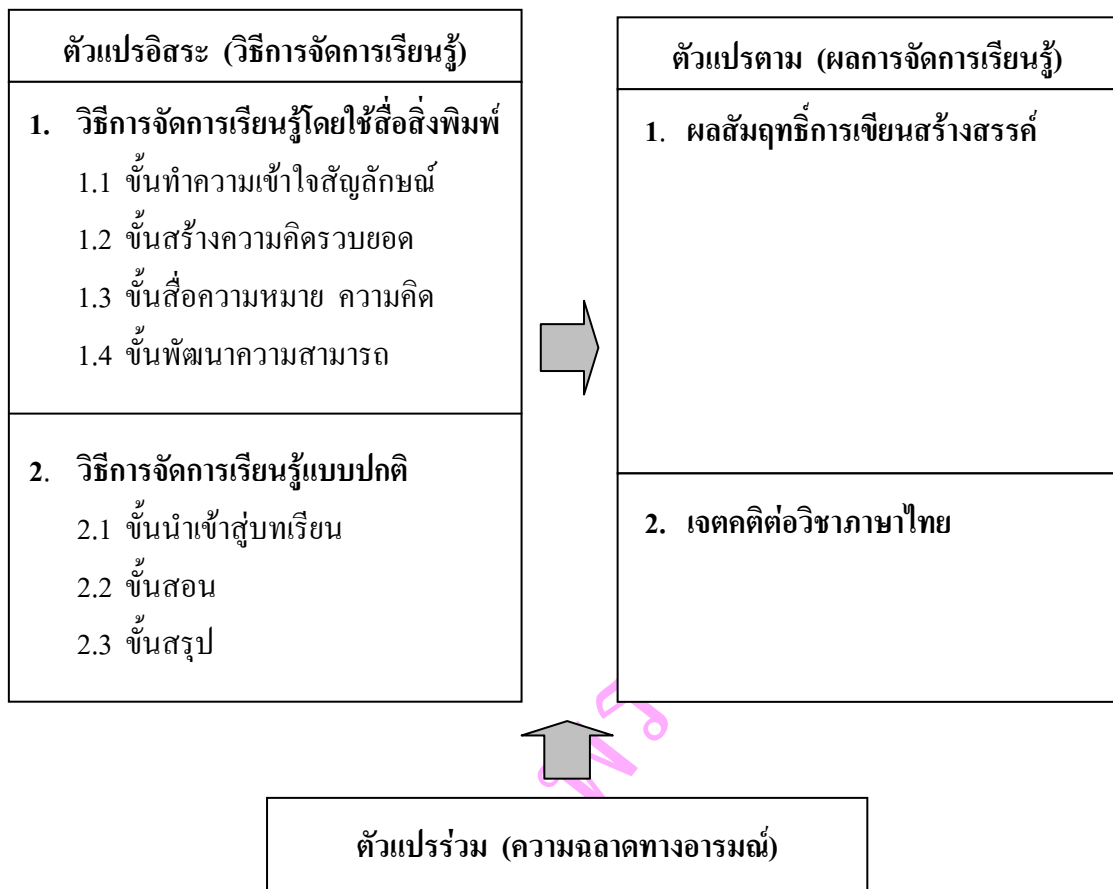 ตัวแปรอิสระ (วิธีการจัดการเรียนรู้)
1. วิธีการจัดการเรียนรู้โดยใช้สื่อสิ่งพิมพ์
1.1 ขั้นทำความเข้าใจสัญลักษณ์
1.2 ขั้นสร้างความคิดรวบยอด
1.3 ขั้นสื่อความหมาย ความคิด
1.4 ขั้นพัฒนาความสามารถ
2. วิธีการจัดการเรียนรู้แบบปกติ
2.1 ขั้นนำเข้าสู่บทเรียน
2.2 ขั้นสอน
2.3 ขั้นสรุป
ตัวแปรตาม (ผลการจัดการเรียนรู้)
1. ผลสัมฤทธิ์การเขียนสร้างสรรค์
2. เจตคติต่อวิชาภาษาไทย
ตัวแปรร่วม (ความฉลาดทางอารมณ์)